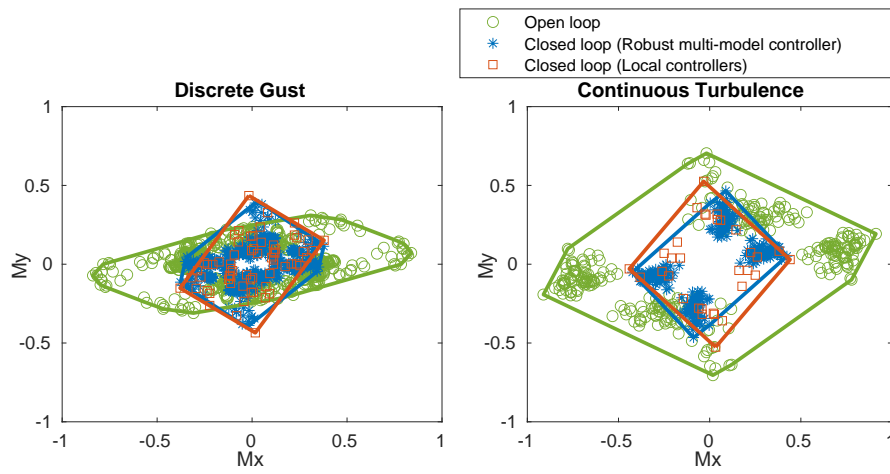 Open loop
Closed loop (Robust multi-model controller)
Closed loop (Local controllers)
Discrete Gust
Continuous Turbulence
1
0.5
0
-0.5
-1
My
-1
-0.5
0
0.5
1
Mx
1
0.5
0
-0.5
-1
My
-1
-0.5
0
0.5
1
Mx